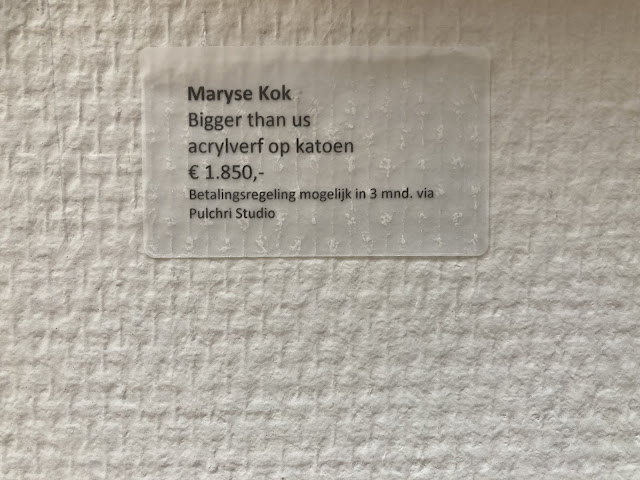 Maryse Kok
Bigger than us
acrylverf op katoen
€ 1.850,-
Betalingsregeling mogelijk in 3 mnd. via
Pulchri Studio